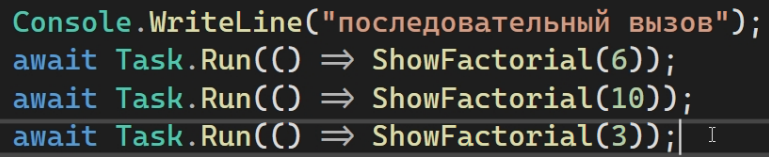 Console.WriteLine("последовательный вызов");
await Task.Run(() => ShowFactorial(6));
await Task.Run(() => ShowFactorial(10));
await Task.Run(() => ShowFactorial(3));